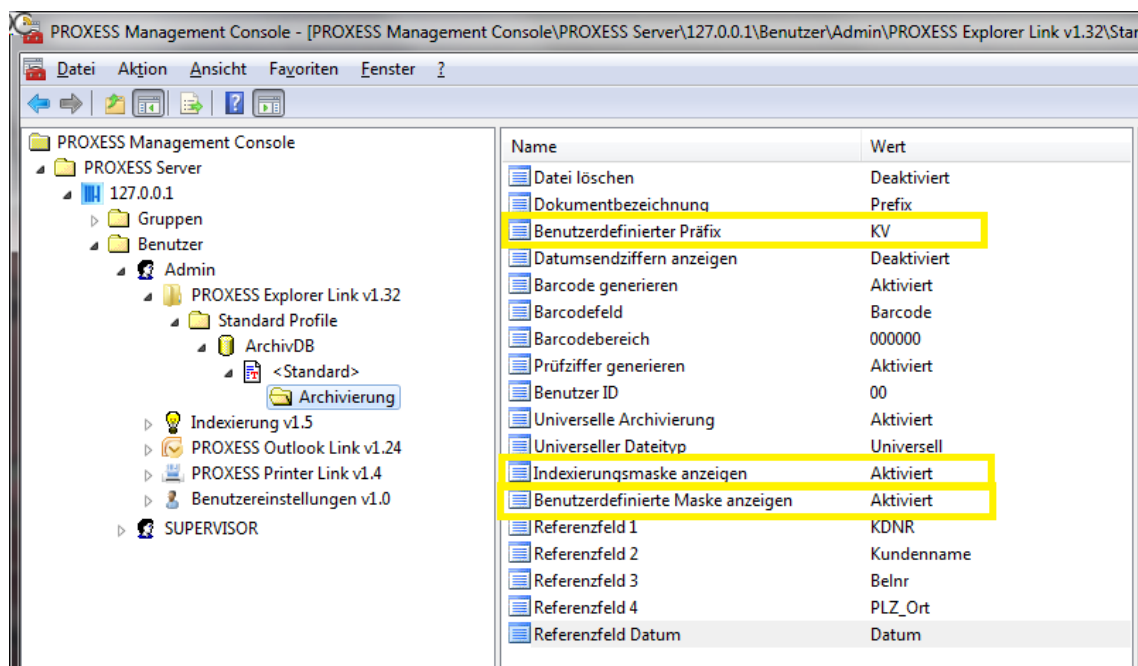 PROXESS Management Console - [PROXESS Management Console\PROXESS Server\127.0.0.1\Benutzer\Admin\PROXESS Explorer Link v1.32\Star
Datei Aktion Ansicht Favoriten Fenster ?
PROXESS Management Console
PROXESS Server
127.0.0.1
Gruppen
Benutzer
Admin
PROXESS Explorer Link v1.32
Standard Profile
ArchivDB
<Standard>
Archivierung
Indexierung v1.5
PROXESS Outlook Link v1.24
PROXESS Printer Link v1.4
Benutzereinstellungen v1.0
SUPERVISOR
Name Wert
Datei löschen Deaktiviert
Dokumentbezeichnung Prefix
Benutzerdefinierter Präfix KV
Datumsendziffern anzeigen Deaktiviert
Barcode generieren Aktiviert
Barcodefeld Barcode
Barcodebereich 000000
Prüfziffer generieren Aktiviert
Benutzer ID 00
Universelle Archivierung Aktiviert
Universeller Dateityp Universell
Indexierungsmaske anzeigen Aktiviert
Benutzerdefinierte Maske anzeigen Aktiviert
Referenzfeld 1 KDNR
Referenzfeld 2 Kundenname
Referenzfeld 3 Belnr
Referenzfeld 4 PLZ_Ort
Referenzfeld Datum Datum